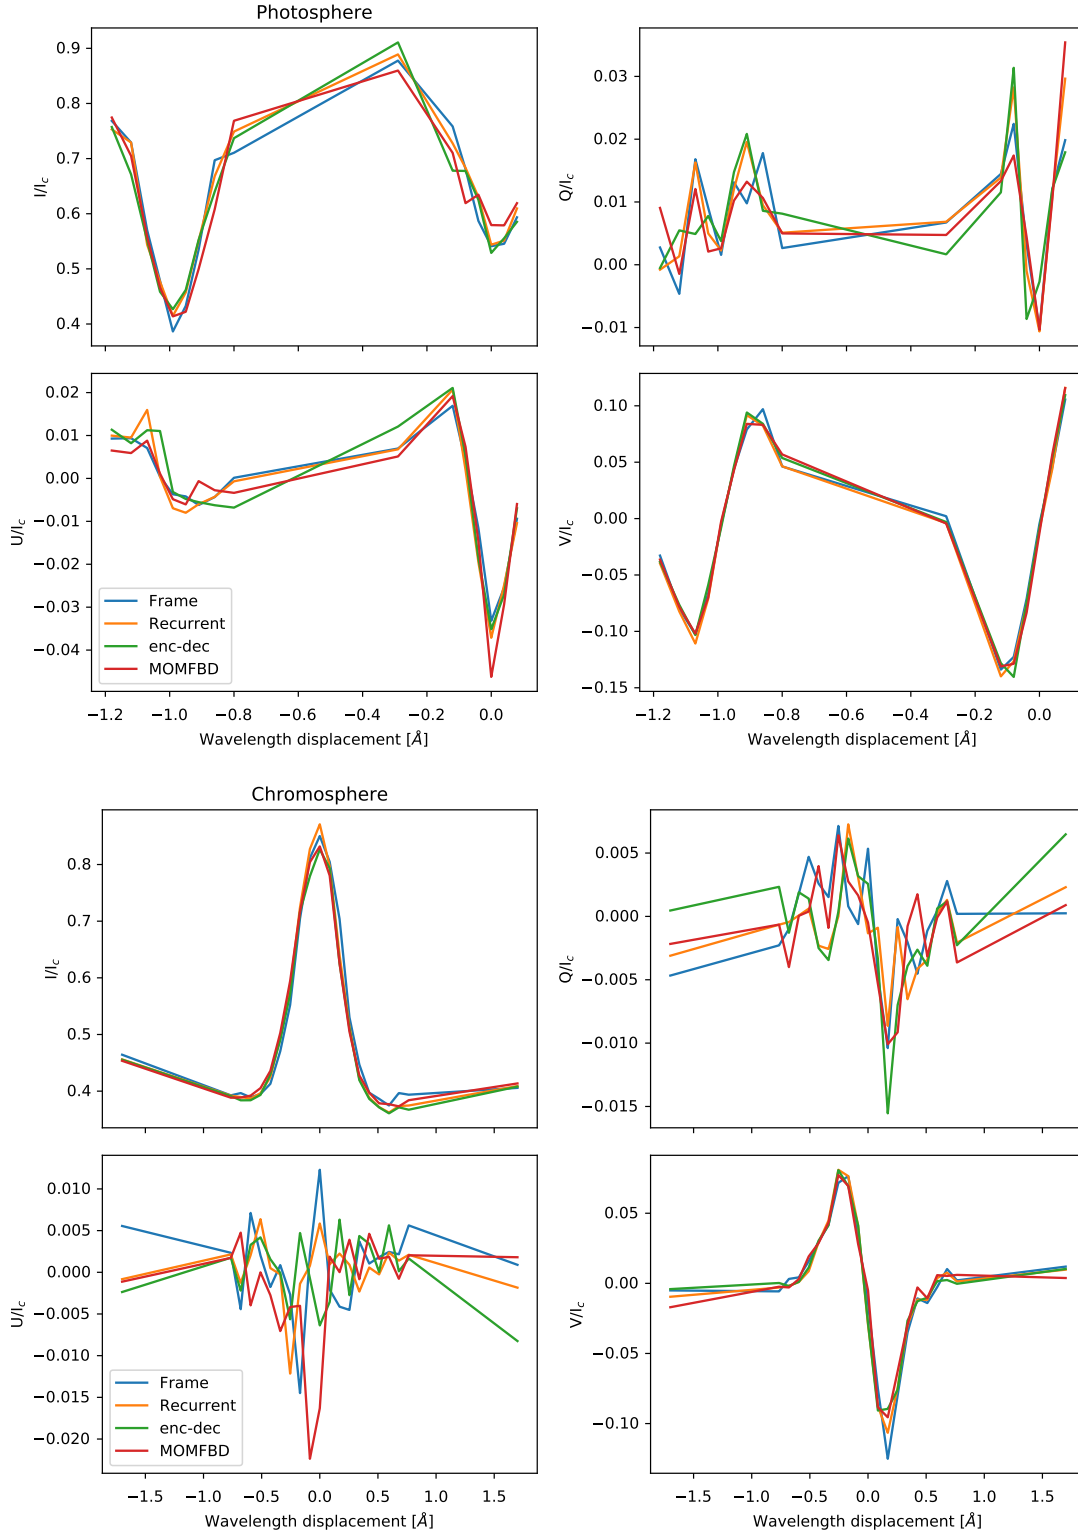 Photosphere
0.9
0.8
0.7
0.6
0.5
0.4
I/I_c
0.03
0.02
0.01
0.00
−0.01
Q/I_c
0.02
0.01
0.00
−0.01
−0.02
−0.03
−0.04
U/I_c
Frame
Recurrent
enc-dec
MOMFBD
−1.2 −1.0 −0.8 −0.6 −0.4 −0.2 0.0
Wavelength displacement [Å]
0.10
0.05
0.00
−0.05
−0.10
−0.15
V/I_c
−1.2 −1.0 −0.8 −0.6 −0.4 −0.2 0.0
Wavelength displacement [Å]
Chromosphere
0.8
0.7
0.6
0.5
0.4
I/I_c
0.005
0.000
−0.005
−0.010
−0.015
Q/I_c
0.010
0.005
0.000
−0.005
−0.010
−0.015
−0.020
U/I_c
Frame
Recurrent
enc-dec
MOMFBD
−1.5 −1.0 −0.5 0.0 0.5 1.0 1.5
Wavelength displacement [Å]
0.05
0.00
−0.05
−0.10
V/I_c
−1.5 −1.0 −0.5 0.0 0.5 1.0 1.5
Wavelength displacement [Å]